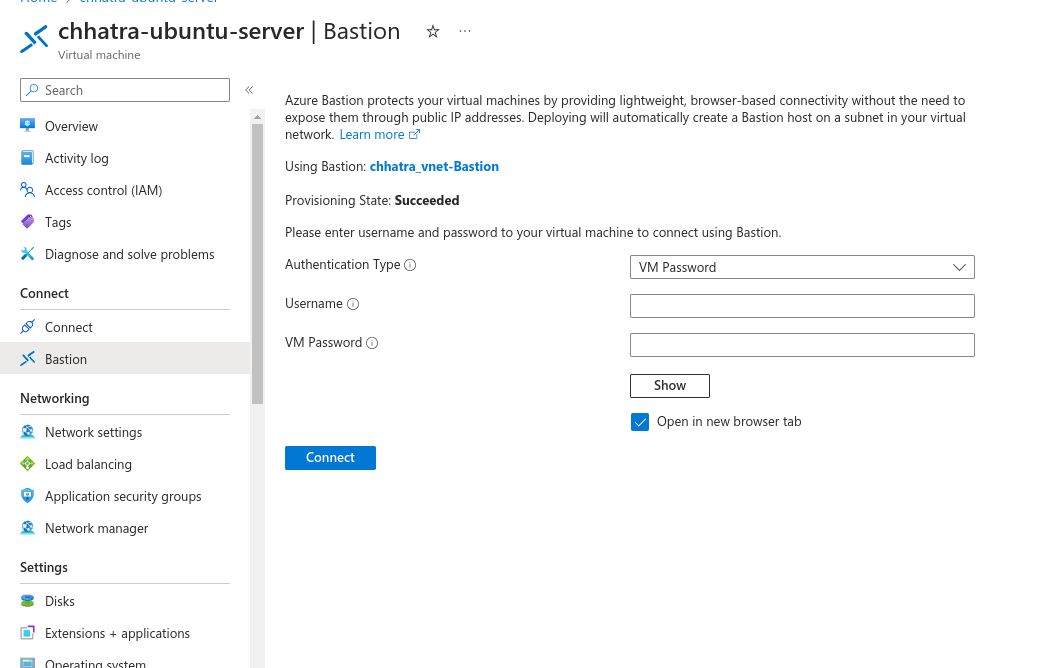 Home > chhatra-ubuntu-server
chhatra-ubuntu-server | Bastion
Virtual machine
Search
Overview
Activity log
Access control (IAM)
Tags
Diagnose and solve problems
Connect
Connect
Bastion
Networking
Network settings
Load balancing
Application security groups
Network manager
Settings
Disks
Extensions + applications
Operating system
Azure Bastion protects your virtual machines by providing lightweight, browser-based connectivity without the need to
expose them through public IP addresses. Deploying will automatically create a Bastion host on a subnet in your virtual
network. Learn more
Using Bastion: chhatra_vnet-Bastion
Provisioning State: Succeeded
Please enter username and password to your virtual machine to connect using Bastion.
Authentication Type
VM Password
Username
VM Password
Show
Open in new browser tab
Connect